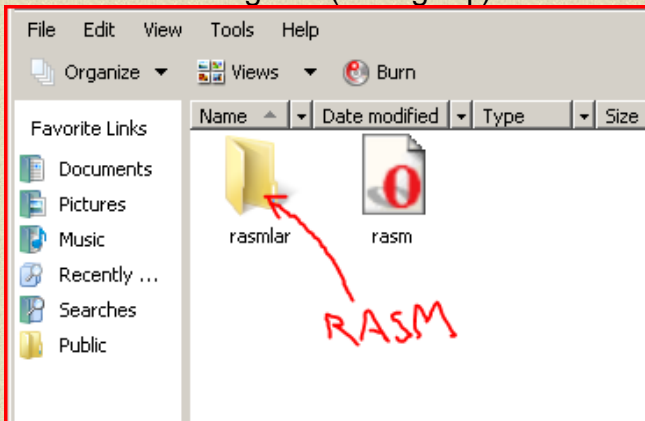 File Edit View Tools Help
Organize Views Burn
Name Date modified Type Size
Favorite Links
Documents
Pictures
Music
Recently ...
Searches
Public
rasmlar rasm
RASM